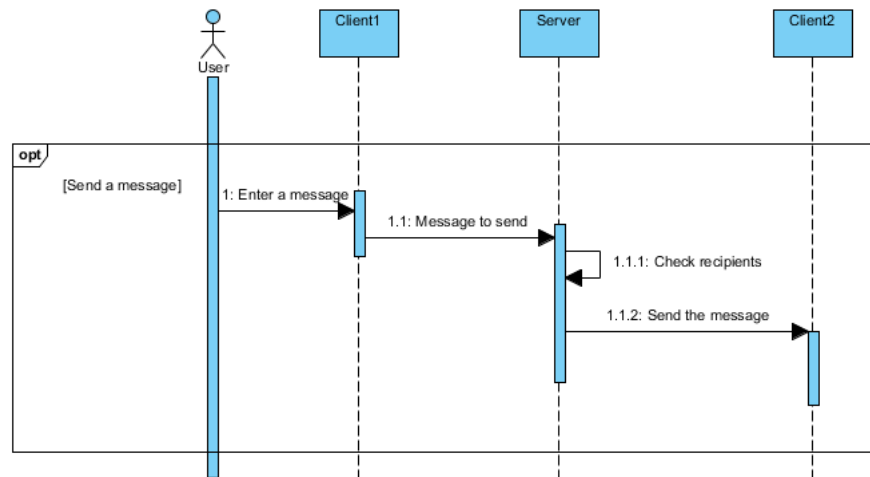 Client1
Server
Client2
User
opt
[Send a message]
1: Enter a message
1.1: Message to send
1.1.1: Check recipients
1.1.2: Send the message